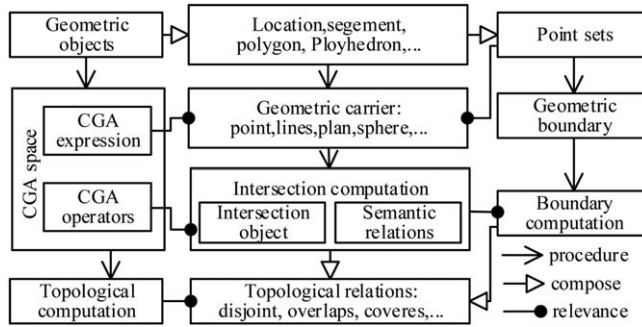 Geometric
objects
Location,segement,
polygon, Ployhedron,...
Point sets
CGA space
CGA
expression
Geometric carrier:
point,lines,plan,sphere,...
Geometric
boundary
CGA
operators
Intersection computation
Intersection
object
Semantic
relations
Boundary
computation
Topological
computation
Topological relations:
disjoint, overlaps, coveres,...
procedure
compose
relevance